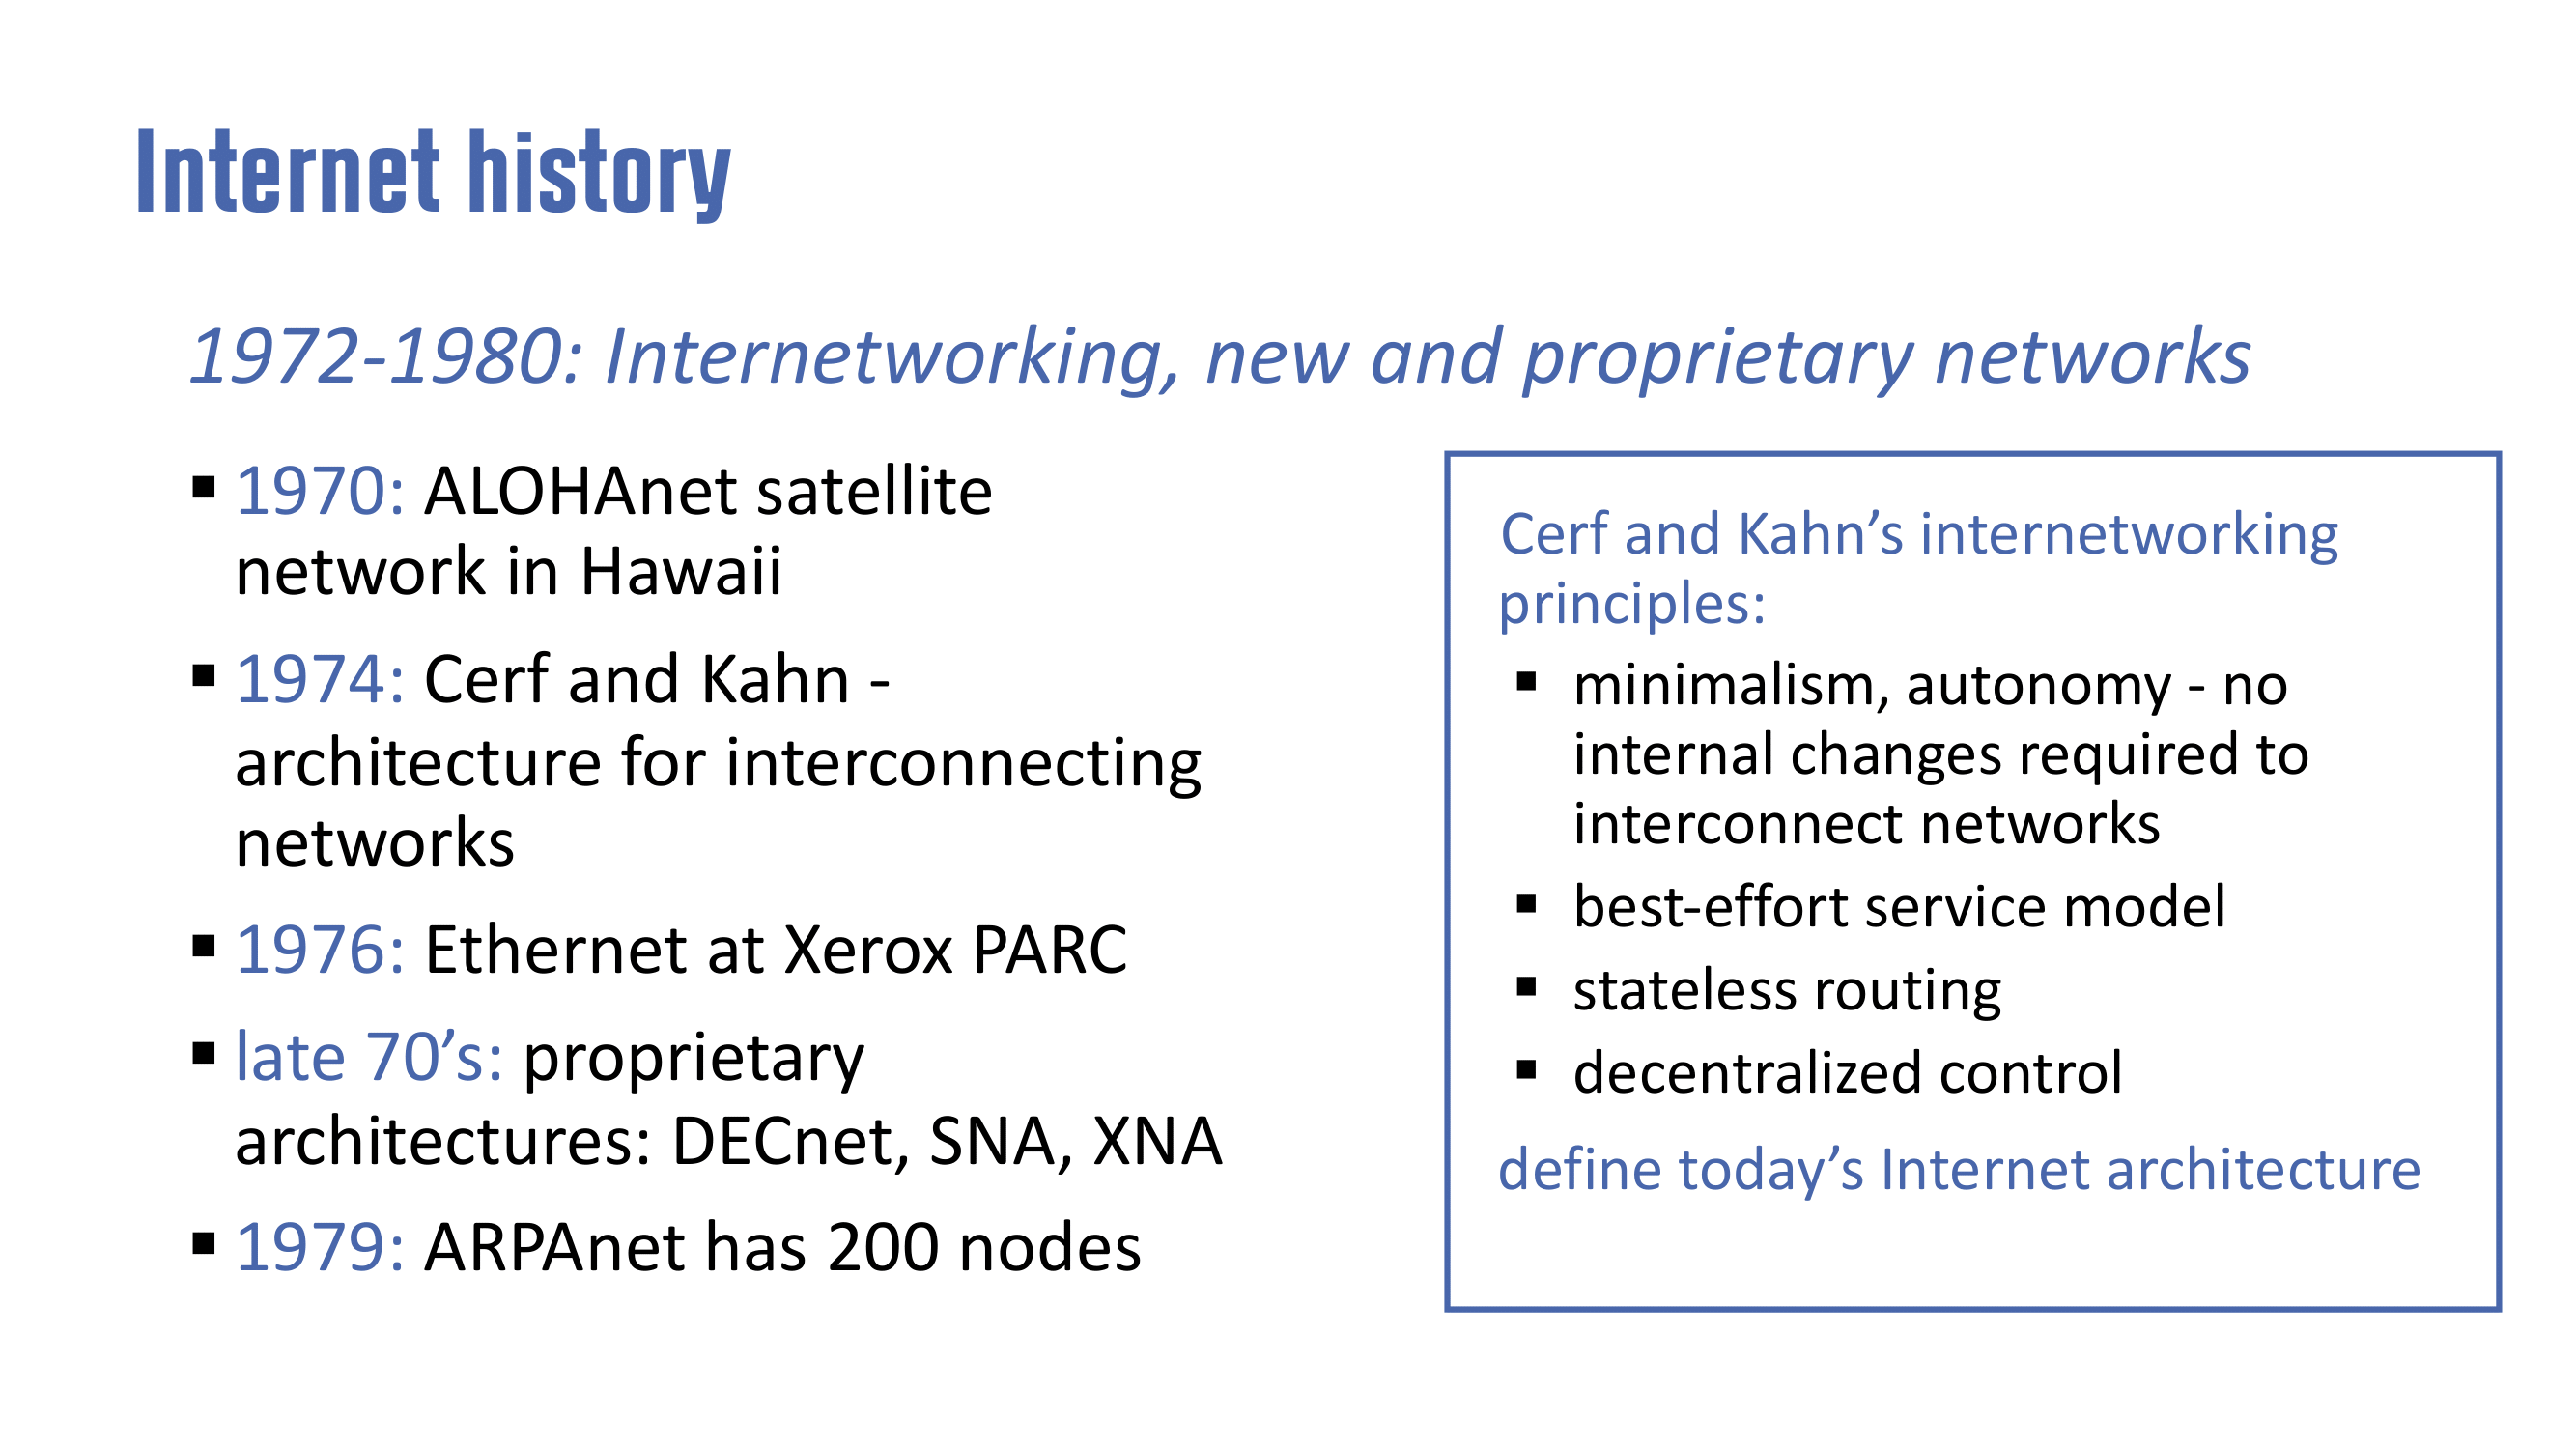 Internet history
1972-1980: Internetworking, new and proprietary networks
▪ 1970: ALOHAnet satellite
network in Hawaii
▪ 1974: Cerf and Kahn -
architecture for interconnecting
networks
▪ 1976: Ethernet at Xerox PARC
▪ late 70’s: proprietary
architectures: DECnet, SNA, XNA
▪ 1979: ARPAnet has 200 nodes
Cerf and Kahn’s internetworking
principles:
▪ minimalism, autonomy - no
internal changes required to
interconnect networks
▪ best-effort service model
▪ stateless routing
▪ decentralized control
define today’s Internet architecture